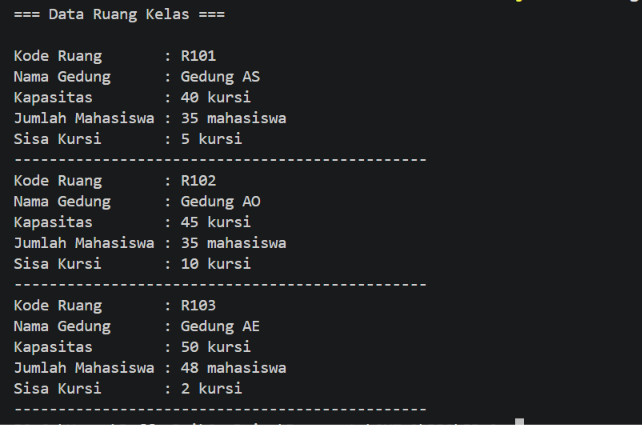 === Data Ruang Kelas ===
Kode Ruang : R101
Nama Gedung : Gedung AS
Kapasitas : 40 kursi
Jumlah Mahasiswa : 35 mahasiswa
Sisa Kursi : 5 kursi
-----------------------------------------------
Kode Ruang : R102
Nama Gedung : Gedung AO
Kapasitas : 45 kursi
Jumlah Mahasiswa : 35 mahasiswa
Sisa Kursi : 10 kursi
-----------------------------------------------
Kode Ruang : R103
Nama Gedung : Gedung AE
Kapasitas : 50 kursi
Jumlah Mahasiswa : 48 mahasiswa
Sisa Kursi : 2 kursi
-----------------------------------------------